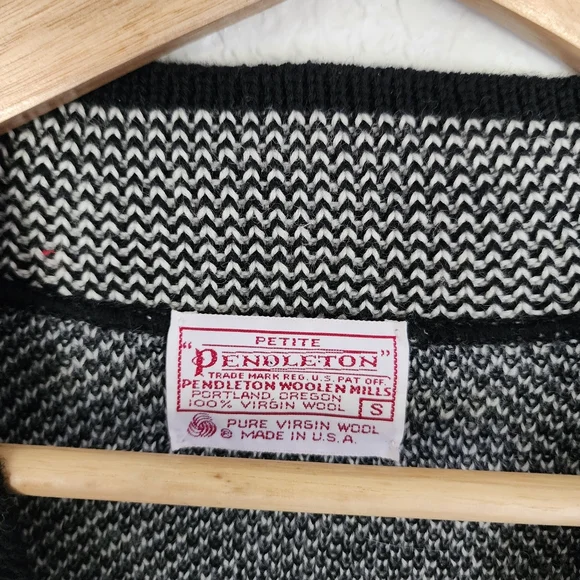 PETITE
"PENDLETON"
TRADE MARK REG. U.S. PAT. OFF.
PENDLETON WOOLEN MILLS
PORTLAND, OREGON
100% VIRGIN WOOL
S
PURE VIRGIN WOOL
® MADE IN U.S.A.